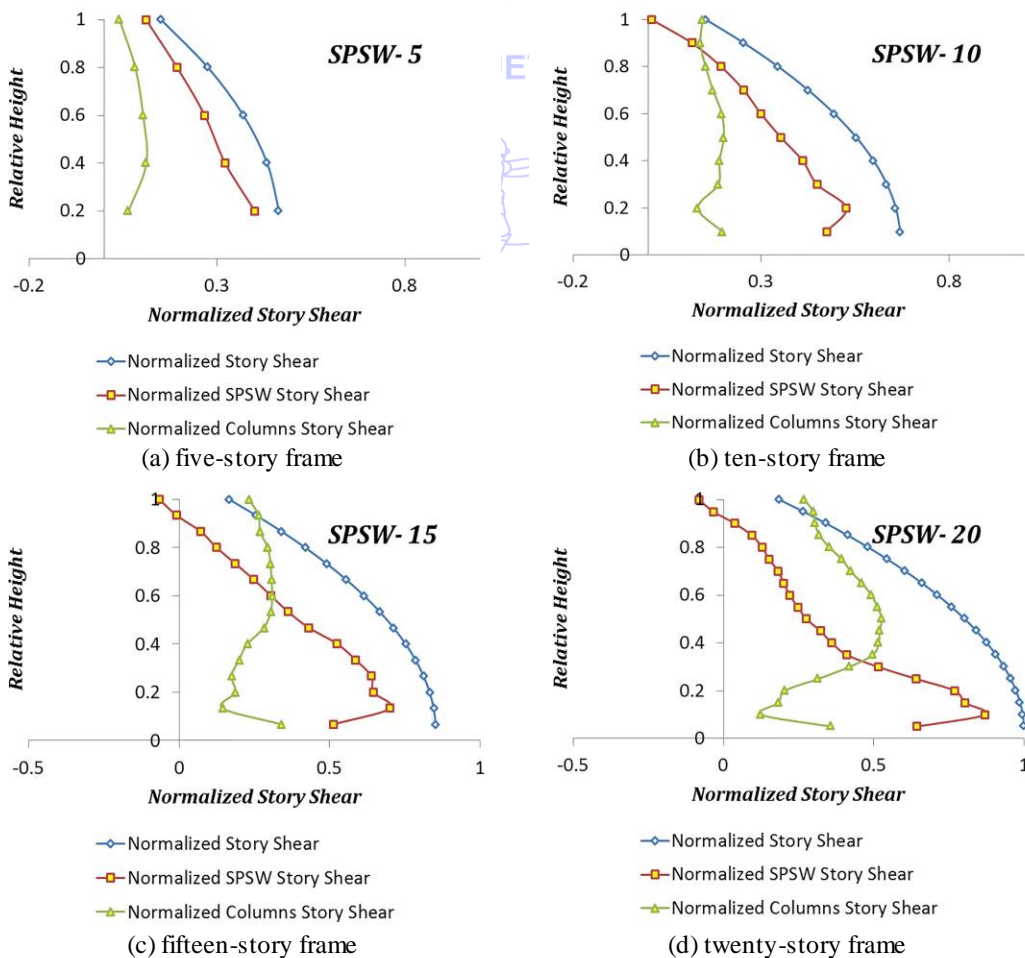 SPSW- 5
Relative Height
1
0.8
0.6
0.4
0.2
0
-0.2
0.3
0.8
Normalized Story Shear
Normalized Story Shear
Normalized SPSW Story Shear
Normalized Columns Story Shear
(a) five-story frame
SPSW- 10
Relative Height
1
0.8
0.6
0.4
0.2
0
-0.2
0.3
0.8
Normalized Story Shear
Normalized Story Shear
Normalized SPSW Story Shear
Normalized Columns Story Shear
(b) ten-story frame
SPSW- 15
Relative Height
1
0.8
0.6
0.4
0.2
0
-0.5
0
0.5
1
Normalized Story Shear
Normalized Story Shear
Normalized SPSW Story Shear
Normalized Columns Story Shear
(c) fifteen-story frame
SPSW- 20
Relative Height
1
0.8
0.6
0.4
0.2
0
-0.5
0
0.5
1
Normalized Story Shear
Normalized Story Shear
Normalized SPSW Story Shear
Normalized Columns Story Shear
(d) twenty-story frame